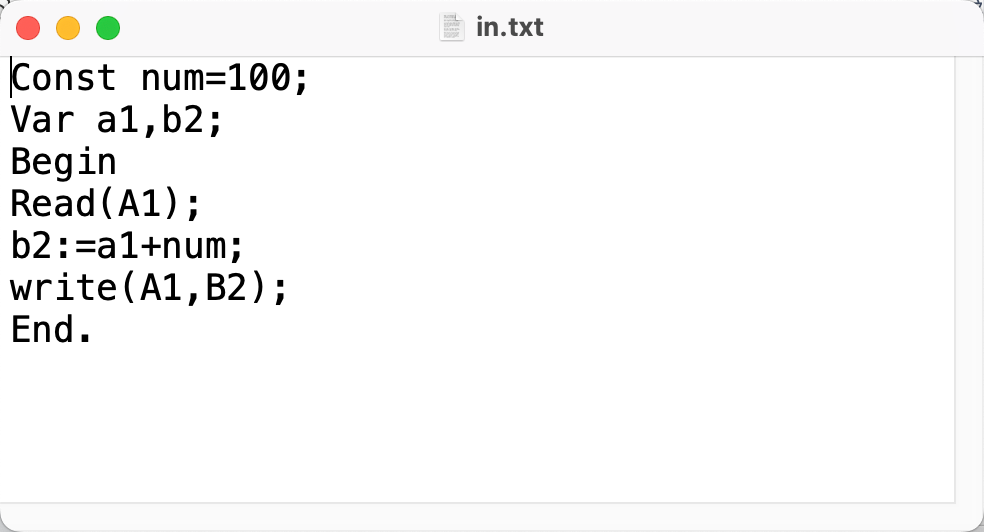 in.txt
Const num=100;
Var a1,b2;
Begin
Read(A1);
b2:=a1+num;
write(A1,B2);
End.